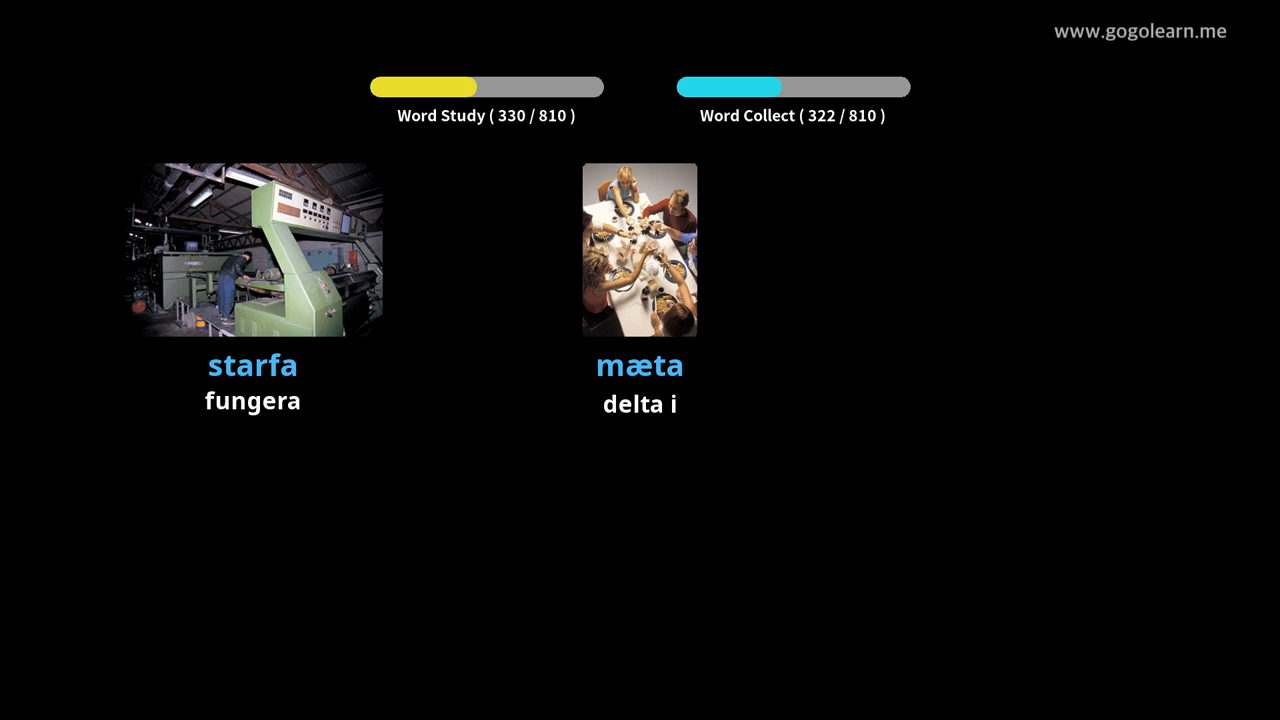 www.gogolearn.me
Word Study ( 330 / 810 )
Word Collect ( 322 / 810 )
starfa
fungera
mæta
delta i